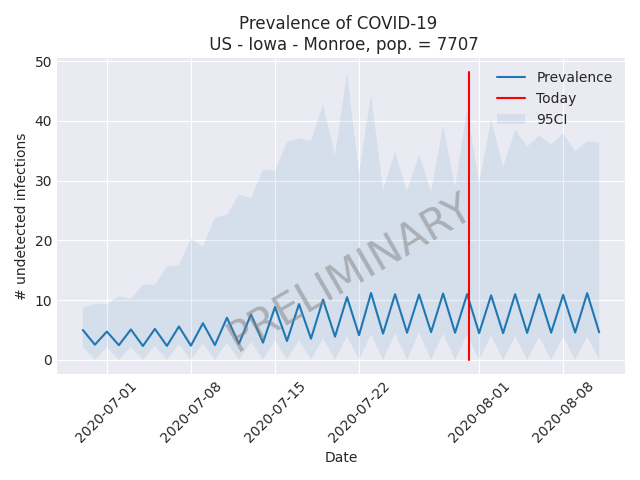 Prevalence of COVID-19
US - Iowa - Monroe, pop. = 7707
# undetected infections
50
40
30
20
10
0
Prevalence
Today
95CI
PRELIMINARY
2020-07-01
2020-07-08
2020-07-15
2020-07-22
2020-08-01
2020-08-08
Date